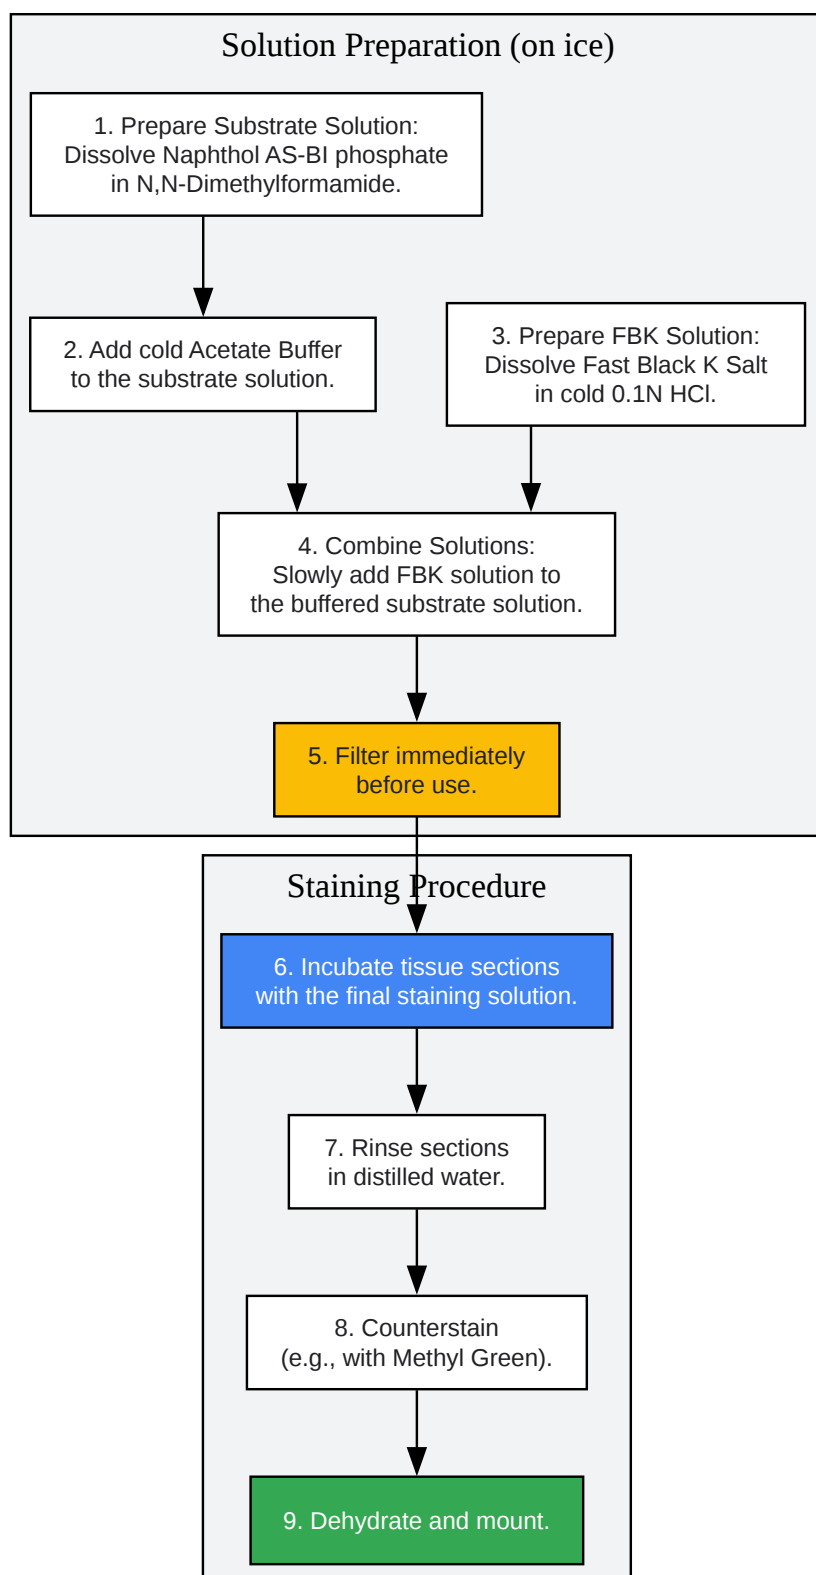 Solution Preparation (on ice)
1. Prepare Substrate Solution:
Dissolve Naphthol AS-BI phosphate
in N,N-Dimethylformamide.
2. Add cold Acetate Buffer
to the substrate solution.
3. Prepare FBK Solution:
Dissolve Fast Black K Salt
in cold 0.1N HCl.
4. Combine Solutions:
Slowly add FBK solution to
the buffered substrate solution.
5. Filter immediately
before use.
Staining Procedure
6. Incubate tissue sections
with the final staining solution.
7. Rinse sections
in distilled water.
8. Counterstain
(e.g., with Methyl Green).
9. Dehydrate and mount.